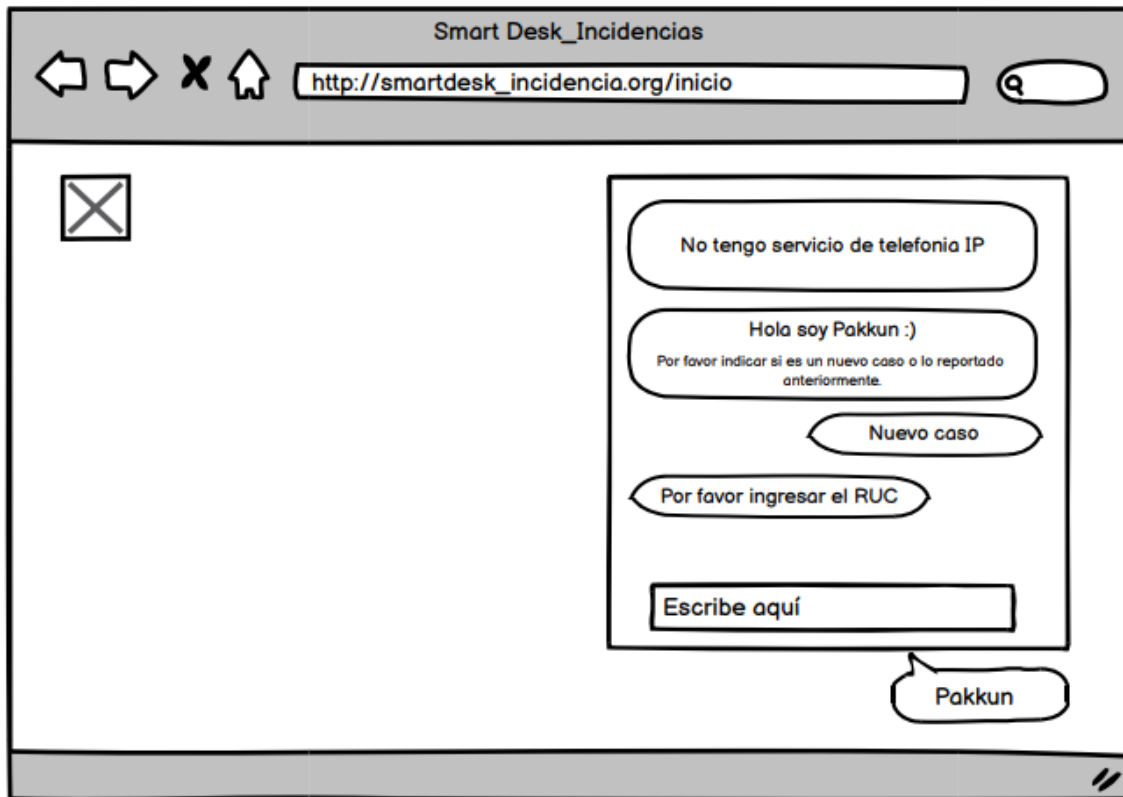 Smart Desk_Incidencias
http://smartdesk_incidencia.org/inicio
No tengo servicio de telefonia IP
Hola soy Pakkun :)
Por favor indicar si es un nuevo caso o lo reportado
anteriormente.
Nuevo caso
Por favor ingresar el RUC
Escribe aquí
Pakkun